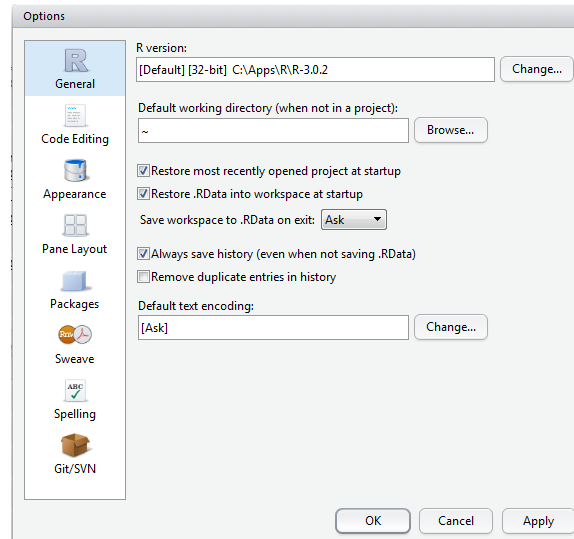 Options
R
General
Code Editing
Appearance
Pane Layout
Packages
Rnw
Sweave
ABC
Spelling
Git/SVN
R version:
[Default] [32-bit] C:\Apps\R\R-3.0.2
Change...
Default working directory (when not in a project):
~
Browse...
Restore most recently opened project at startup
Restore .RData into workspace at startup
Save workspace to .RData on exit: Ask
Always save history (even when not saving .RData)
Remove duplicate entries in history
Default text encoding:
[Ask]
Change...
OK
Cancel
Apply